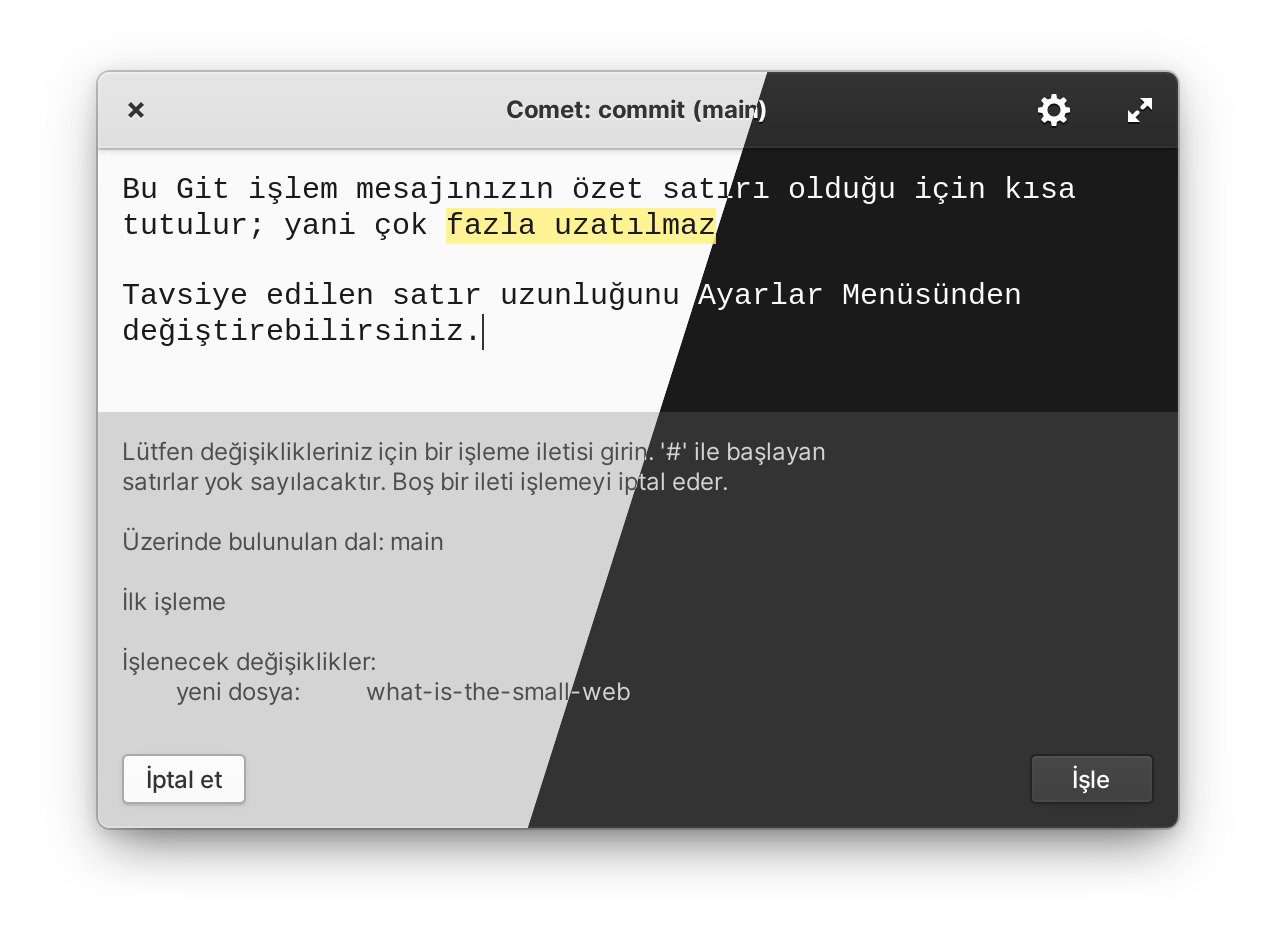 Comet: commit (main)
Bu Git işlem mesajınızın özet satırı olduğu için kısa
tutulur; yani çok fazla uzatılmaz
Tavsiye edilen satır uzunluğunu Ayarlar Menüsünden
değiştirebilirsiniz.
Lütfen değişiklikleriniz için bir işleme iletisi girin. '#' ile başlayan
satırlar yok sayılacaktır. Boş bir ileti işlemeyi iptal eder.
Üzerinde bulunulan dal: main
İlk işleme
İşlenecek değişiklikler:
yeni dosya: what-is-the-small-web
İptal et
İşle